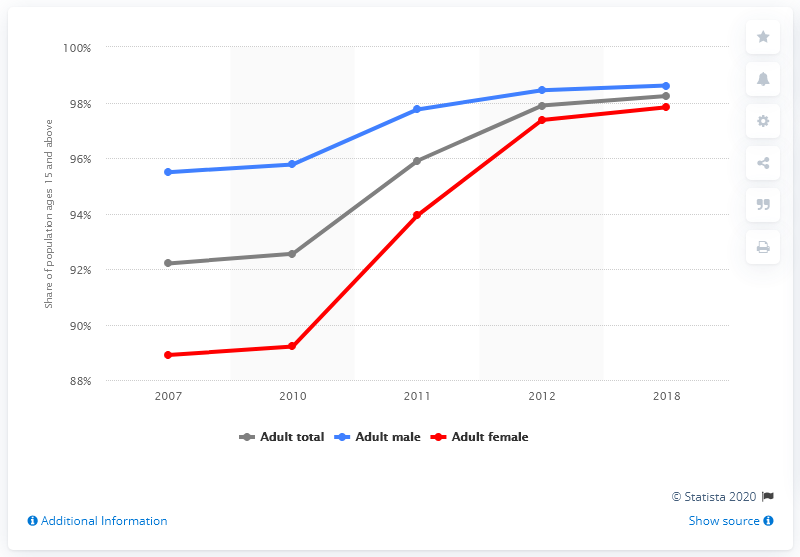 100%
98%
96%
94%
92%
90%
88%
Share of population ages 15 and above
2007 2010 2011 2012 2018
Adult total Adult male Adult female
© Statista 2020
Additional Information Show source